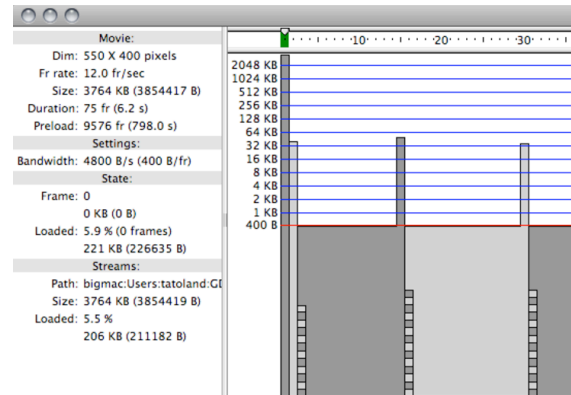 Movie:
Dim: 550 X 400 pixels
Fr rate: 12.0 fr/sec
Size: 3764 KB (3854417 B)
Duration: 75 fr (6.2 s)
Preload: 9576 fr (798.0 s)
Settings:
Bandwidth: 4800 B/s (400 B/fr)
State:
Frame: 0
0 KB (0 B)
Loaded: 5.9 % (0 frames)
221 KB (226635 B)
Streams:
Path: bigmac:Users:tatoland:GD
Size: 3764 KB (3854419 B)
Loaded: 5.5 %
206 KB (211182 B)
10 20 30
2048 KB
1024 KB
512 KB
256 KB
128 KB
64 KB
32 KB
16 KB
8 KB
4 KB
2 KB
1 KB
400 B